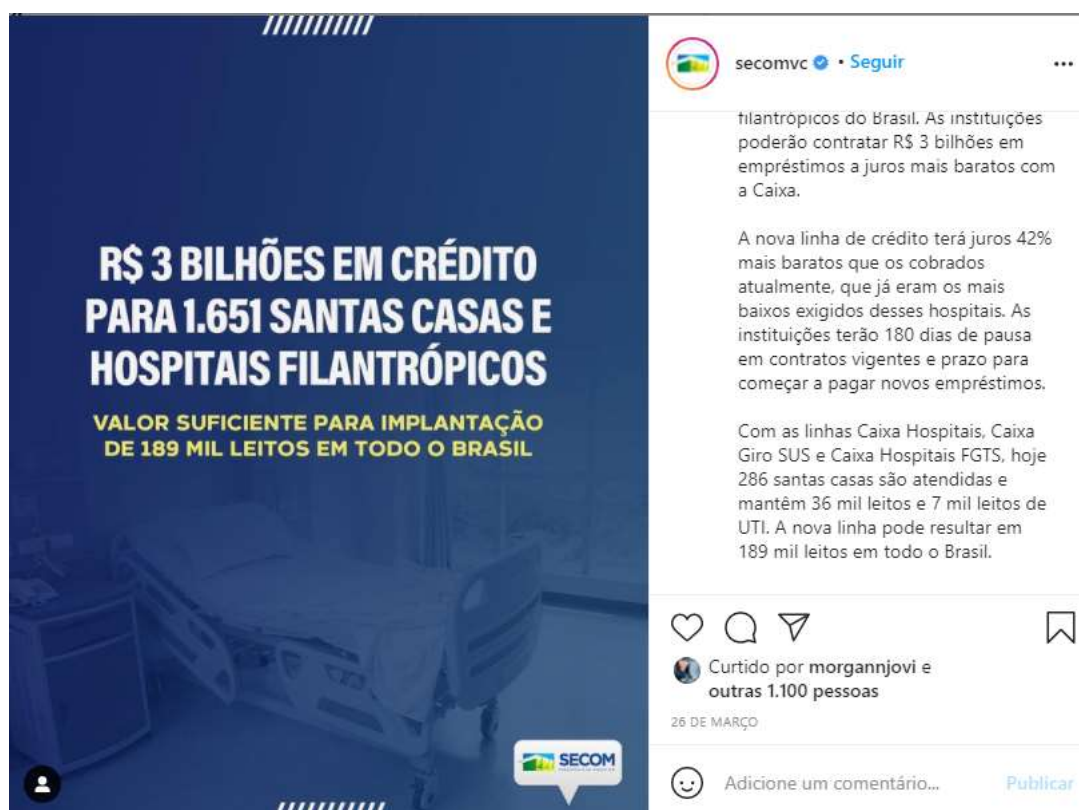 R$ 3 BILHÕES EM CRÉDITO
PARA 1.651 SANTAS CASAS E
HOSPITAIS FILANTRÓPICOS
VALOR SUFICIENTE PARA IMPLANTAÇÃO
DE 189 MIL LEITOS EM TODO O BRASIL
SECOM
secomvc • Seguir
filantrópicos do Brasil. As instituições
poderão contratar R$ 3 bilhões em
empréstimos a juros mais baratos com
a Caixa.
A nova linha de crédito terá juros 42%
mais baratos que os cobrados
atualmente, que já eram os mais
baixos exigidos desses hospitais. As
instituições terão 180 dias de pausa
em contratos vigentes e prazo para
começar a pagar novos empréstimos.
Com as linhas Caixa Hospitais, Caixa
Giro SUS e Caixa Hospitais FGTS, hoje
286 santas casas são atendidas e
mantêm 36 mil leitos e 7 mil leitos de
UTI. A nova linha pode resultar em
189 mil leitos em todo o Brasil.
Curtido por morgannjovi e
outras 1.100 pessoas
26 DE MARÇO
Adicione um comentário... Publicar